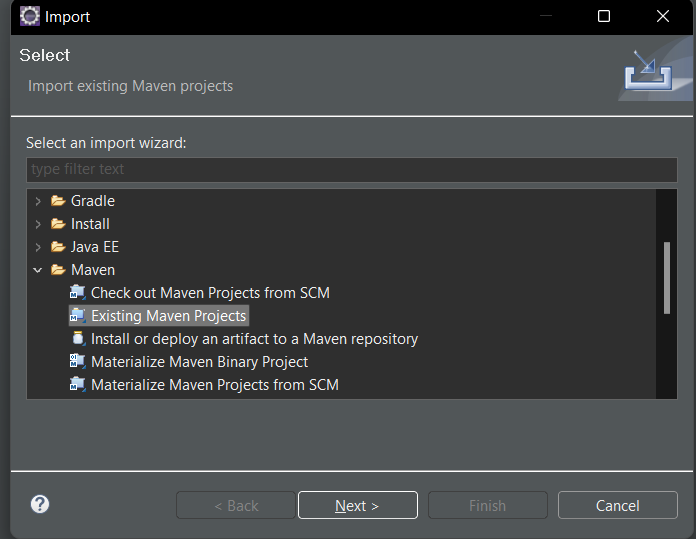 Import
Select
Import existing Maven projects
Select an import wizard:
type filter text
Gradle
Install
Java EE
Maven
Check out Maven Projects from SCM
Existing Maven Projects
Install or deploy an artifact to a Maven repository
Materialize Maven Binary Project
Materialize Maven Projects from SCM
? < Back Next > Finish Cancel